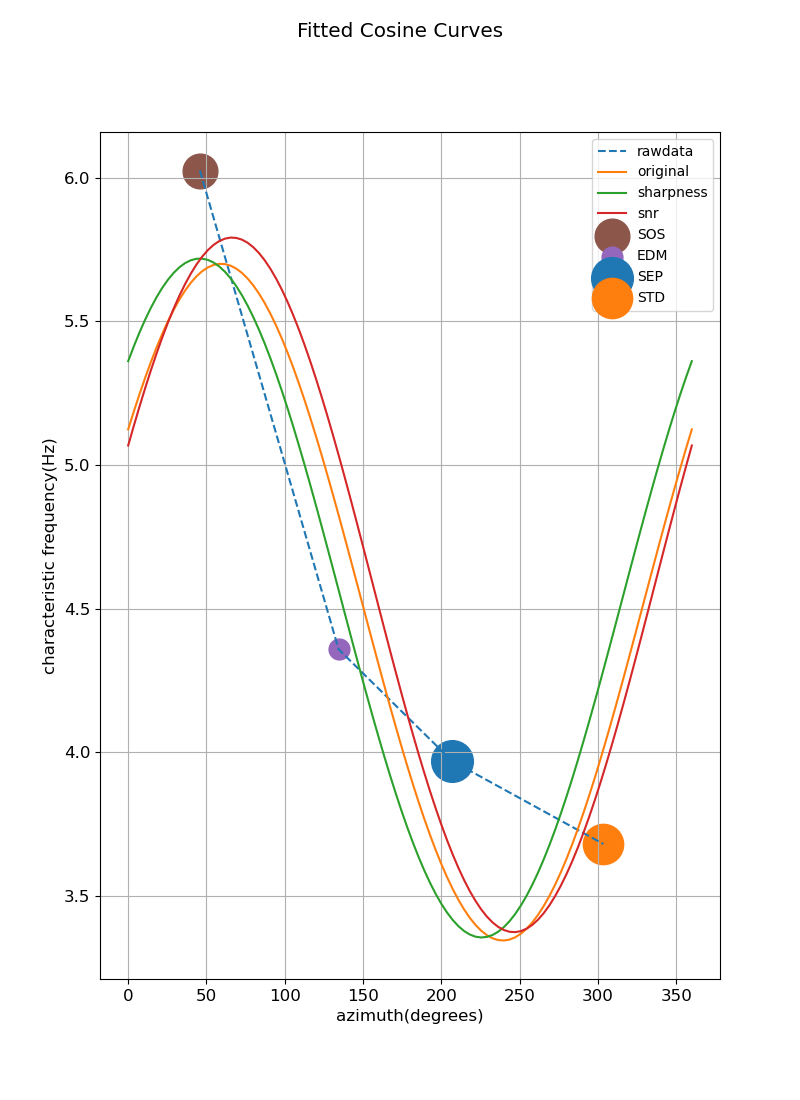 Fitted Cosine Curves
rawdata
original
sharpness
snr
SOS
EDM
SEP
STD
6.0
5.5
5.0
4.5
4.0
3.5
characteristic frequency(Hz)
0 50 100 150 200 250 300 350
azimuth(degrees)